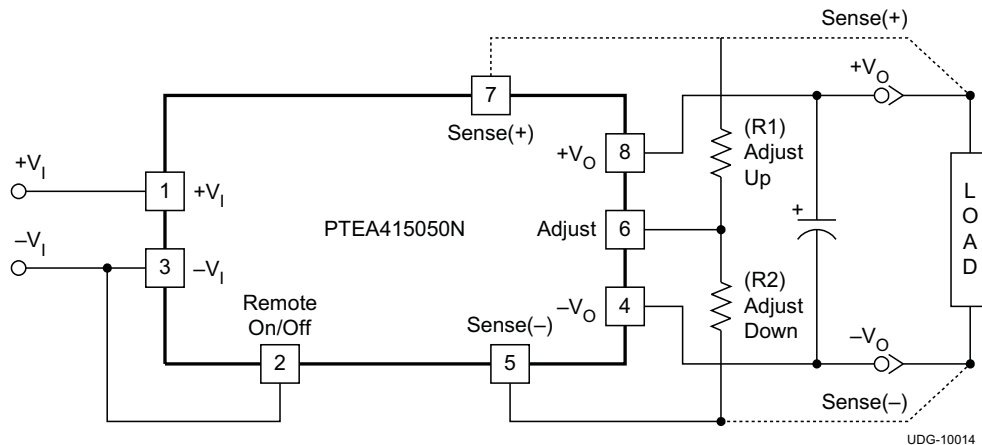 Sense(+)
+VO
7
Sense(+)
(R1)
Adjust
Up
+VO
8
+VI
1
+VI
L
O
A
D
PTEA415050N
Adjust
6
+
–VI
3
–VI
(R2)
Adjust
Down
–VO
4
Remote
On/Off
2
Sense(–)
5
–VO
Sense(–)
UDG-10014